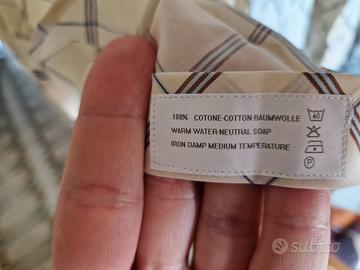 100% COTONE-COTTON-BAUMWOLLE
WARM WATER-NEUTRAL SOAP
IRON DAMP MEDIUM TEMPERATURE
40
P
subito